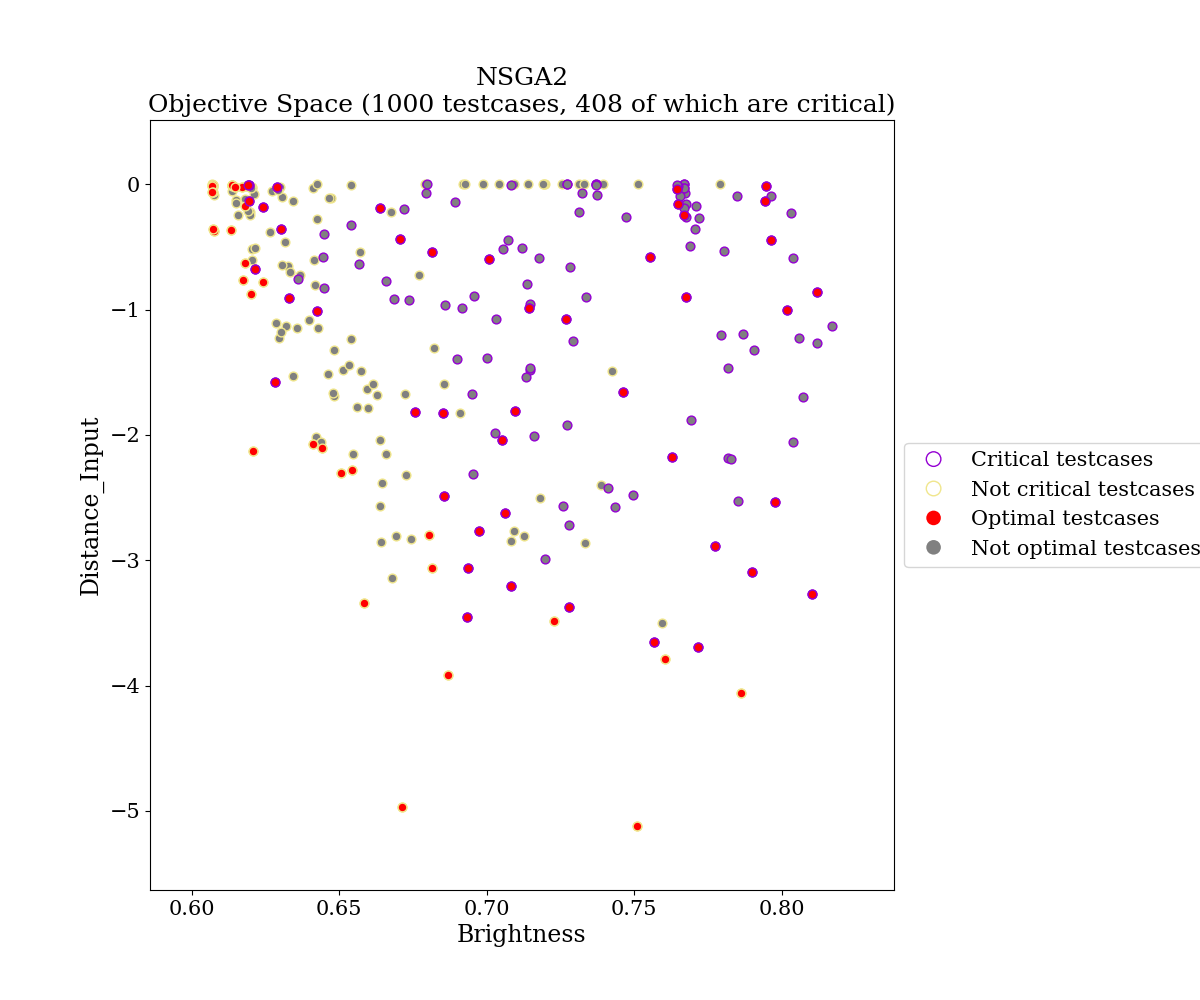 NSGA2
Objective Space (1000 testcases, 408 of which are critical)
0
−1
−2
−3
−4
−5
Distance_Input
0.60
0.65
0.70
0.75
0.80
Brightness
Critical testcases
Not critical testcases
Optimal testcases
Not optimal testcases